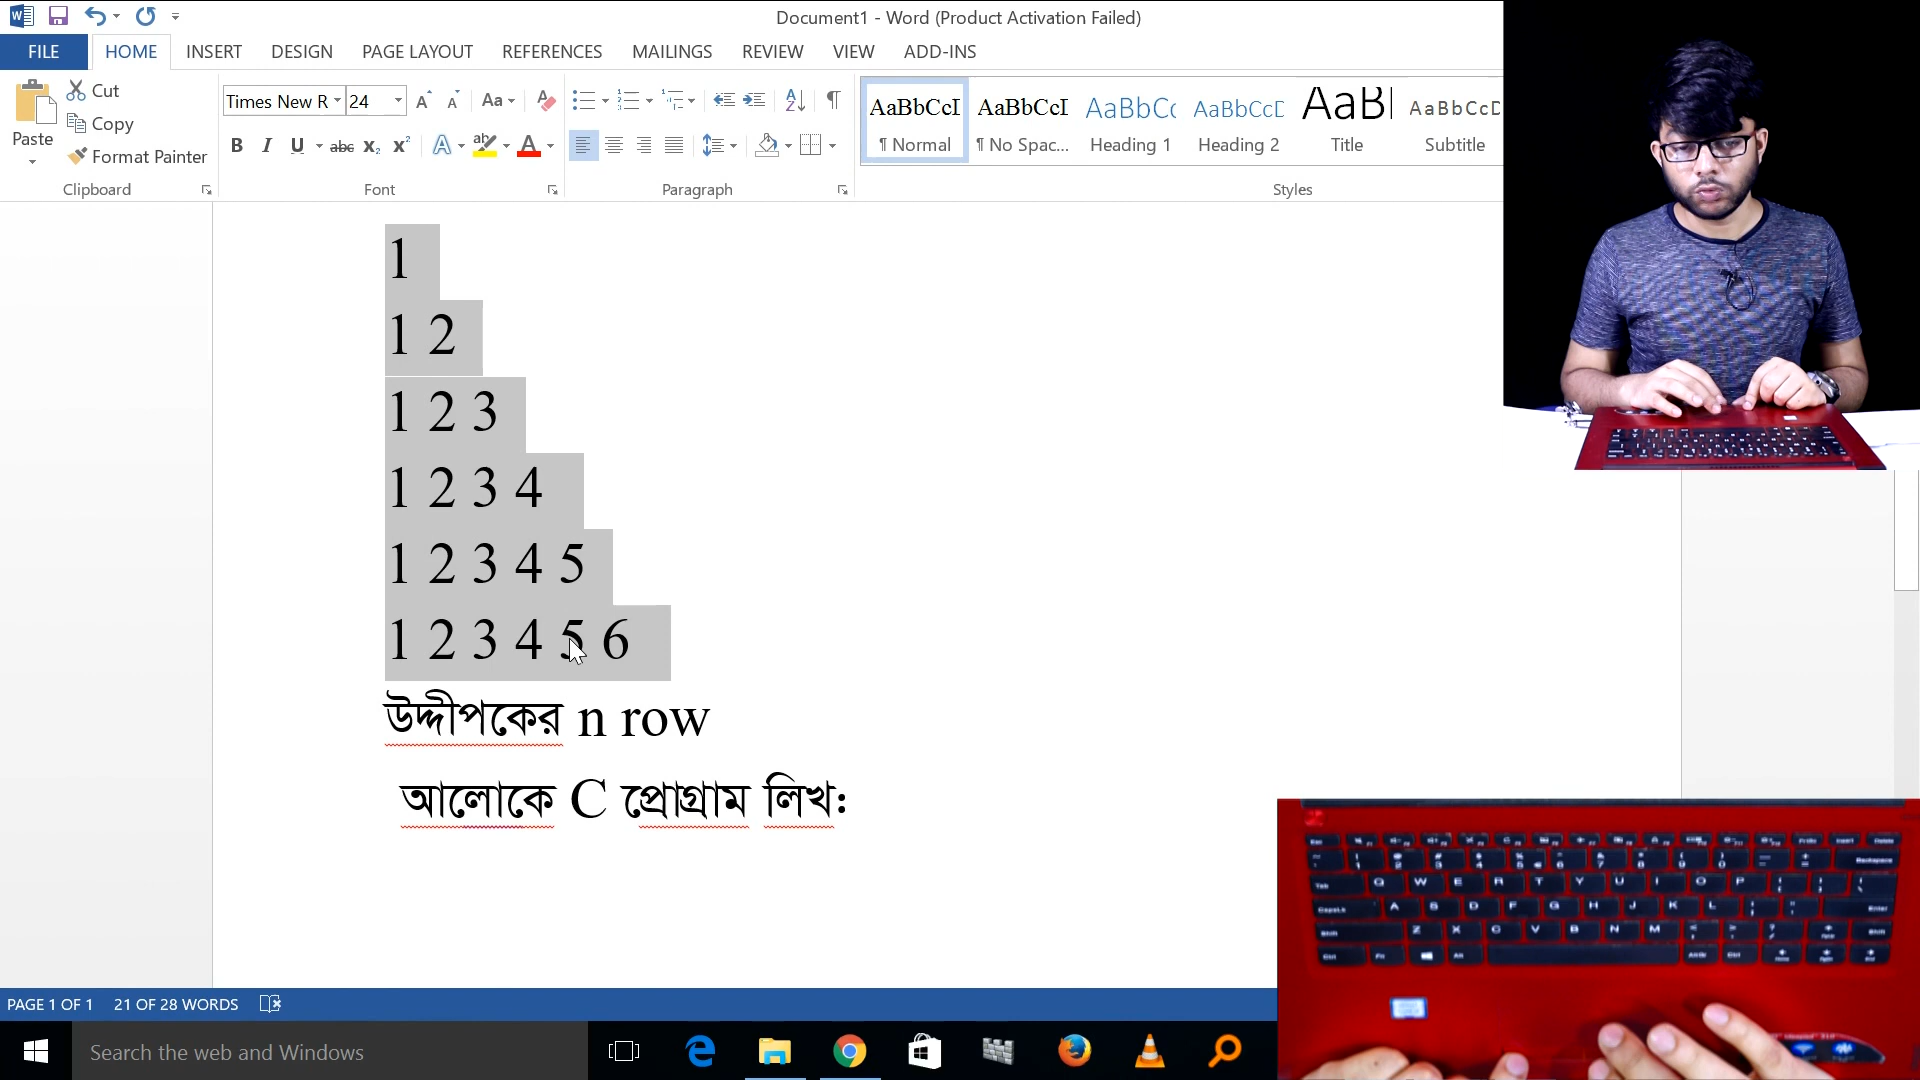 Document1 - Word (Product Activation Failed)
FILE HOME INSERT DESIGN PAGE LAYOUT REFERENCES MAILINGS REVIEW VIEW ADD-INS
Paste
Cut
Copy
Format Painter
Clipboard
Times New R 24
Aa
B I U abc X₂ X²
Font
Paragraph
AaBbCcI AaBbCcI AaBbCc AaBbCcD AaBl AaBbCcD
¶ Normal ¶ No Spac... Heading 1 Heading 2 Title Subtitle
Styles
1
1 2
1 2 3
1 2 3 4
1 2 3 4 5
1 2 3 4 5 6
উদ্দীপকের n row
আলোকে C প্রোগ্রাম লিখঃ
PAGE 1 OF 1 21 OF 28 WORDS
Search the web and Windows
Q W E R T Y U I O P
A S D F G H J K L
Z X C V B N M